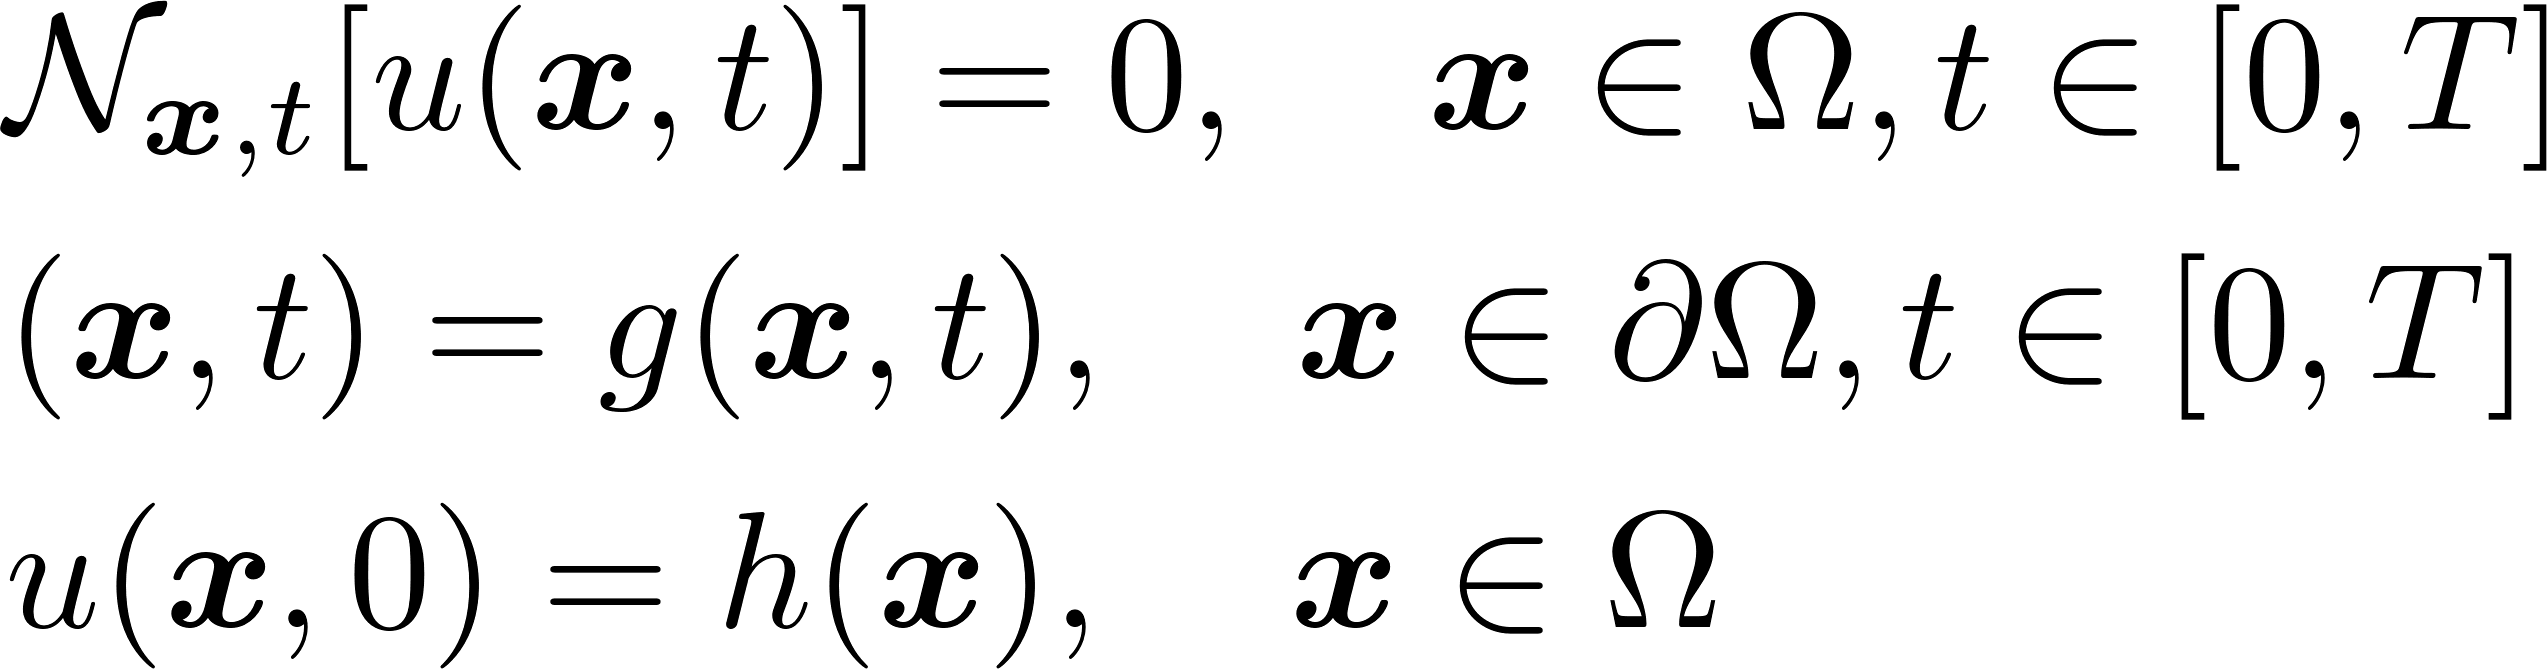 𝒩_{𝒙,t}[u(𝒙, t)] = 0, 𝒙 ∈ Ω, t ∈ [0, T]
(𝒙, t) = g(𝒙, t), 𝒙 ∈ ∂Ω, t ∈ [0, T]
u(𝒙, 0) = h(𝒙), 𝒙 ∈ Ω